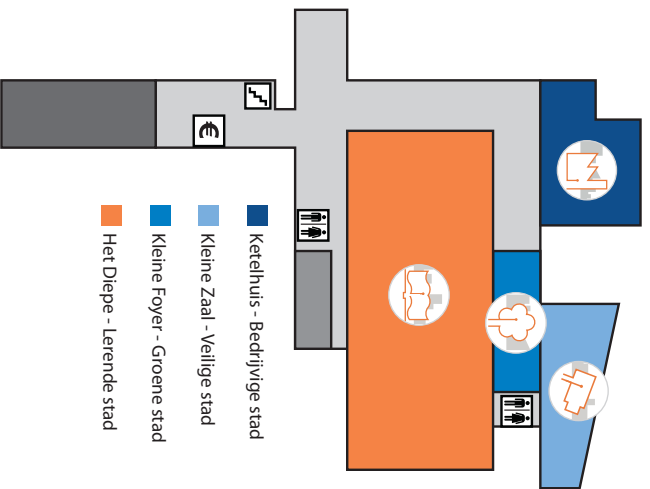 Ketelhuis - Bedrijvige stad
Kleine Zaal - Veilige stad
Kleine Foyer - Groene stad
Het Diepe - Lerende stad
€